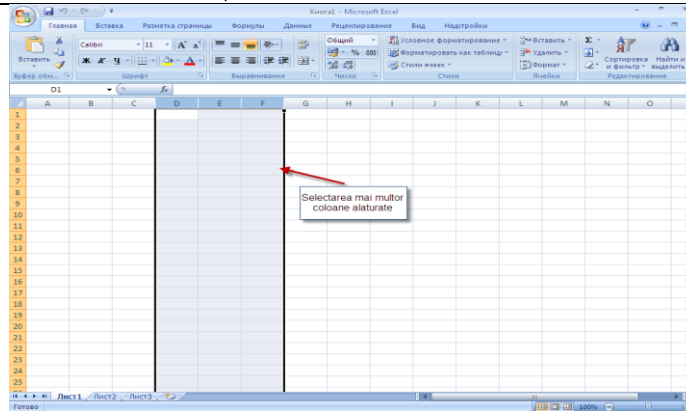 Книга1 - Microsoft Excel
Главная Вставка Разметка страницы Формулы Данные Рецензирование Вид Надстройки
Вставить
Calibri 11
Ж К Ч
Общий
% 000
Условное форматирование
Форматировать как таблицу
Стили ячеек
Вставить
Удалить
Формат
Σ
Сортировка и фильтр
Найти и выделить
Буфер обм... Шрифт Выравнивание Число Стили Ячейки Редактирование
D1 fx
A B C D E F G H I J K L M N O
1
2
3
4
5
6
7
8
9
10
11
12
13
14
15
16
17
18
19
20
21
22
23
24
25
Selectarea mai multor
coloane alaturate
Лист1 Лист2 Лист3
Готово 100%